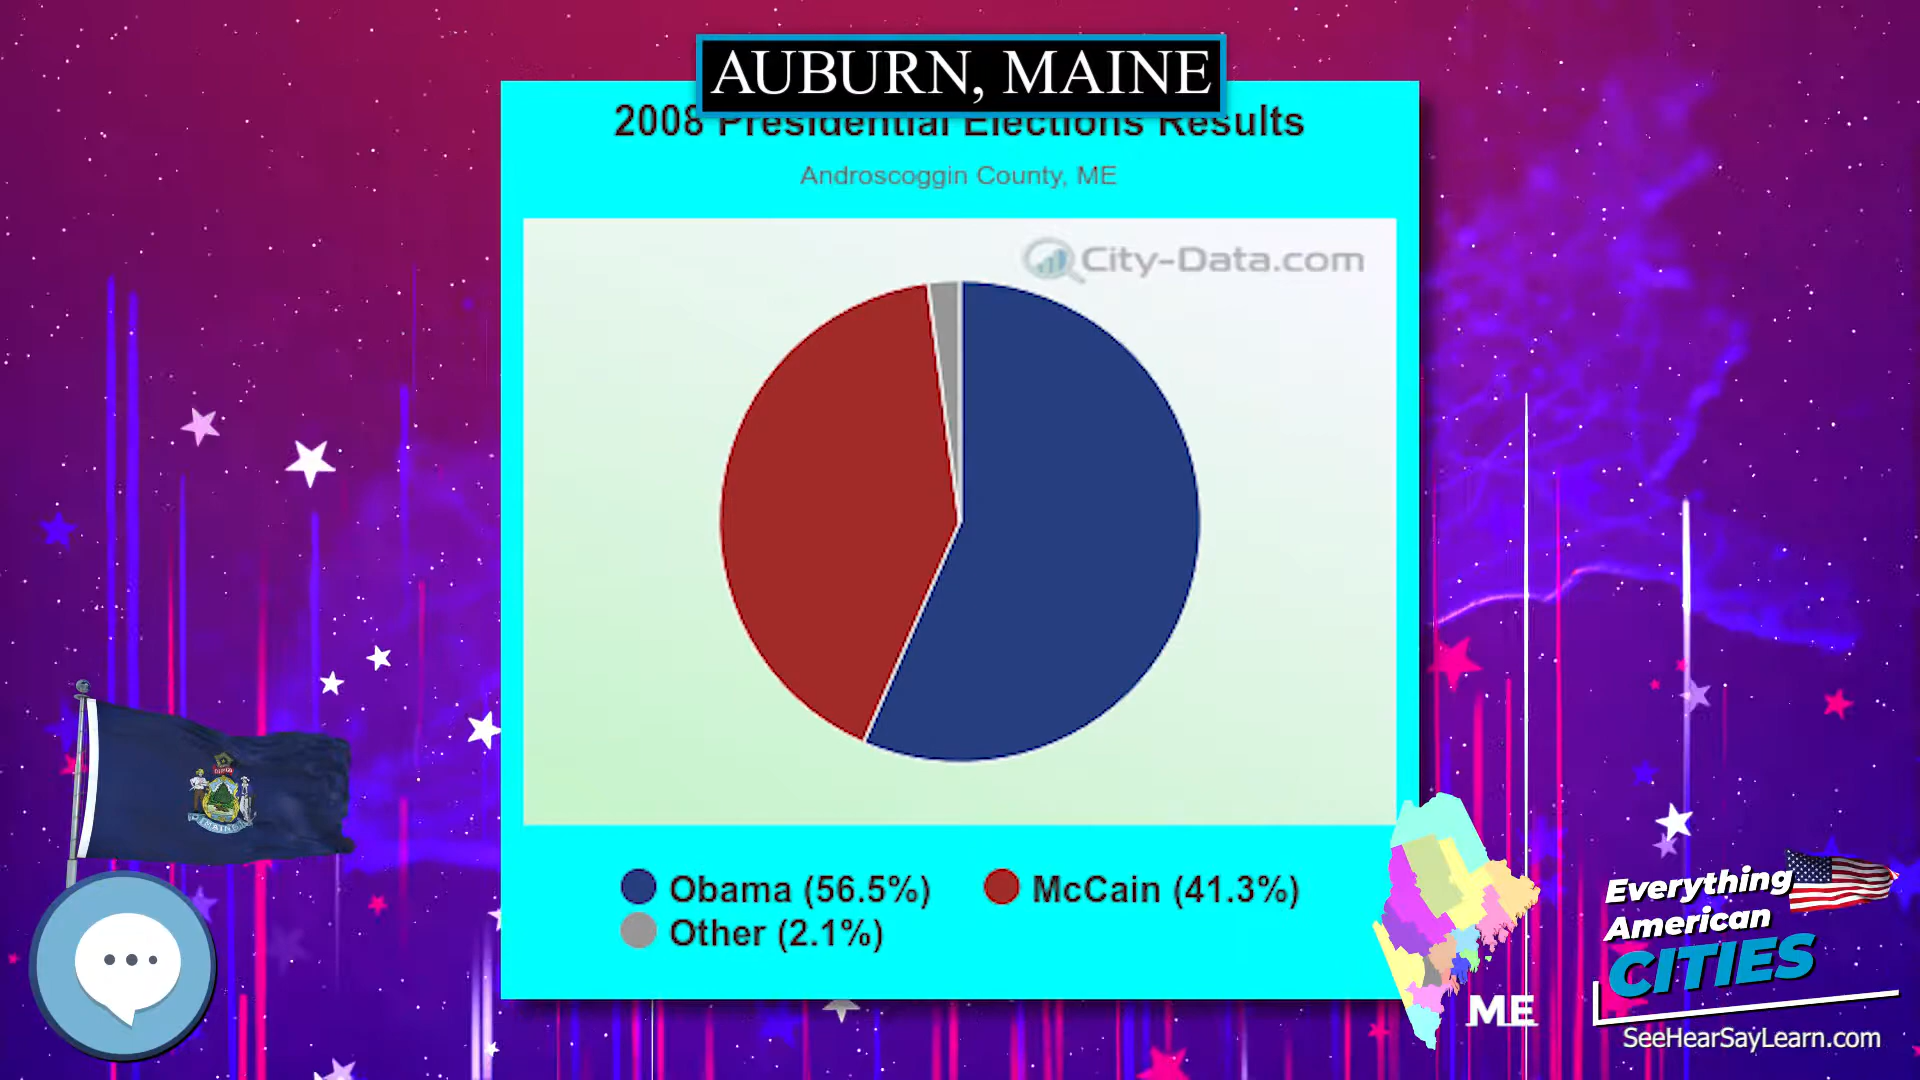 AUBURN, MAINE
2008 Presidential Elections Results
Androscoggin County, ME
City-Data.com
Obama (56.5%) McCain (41.3%)
Other (2.1%)
MAINE
ME
Everything
American
CITIES
SeeHearSayLearn.com